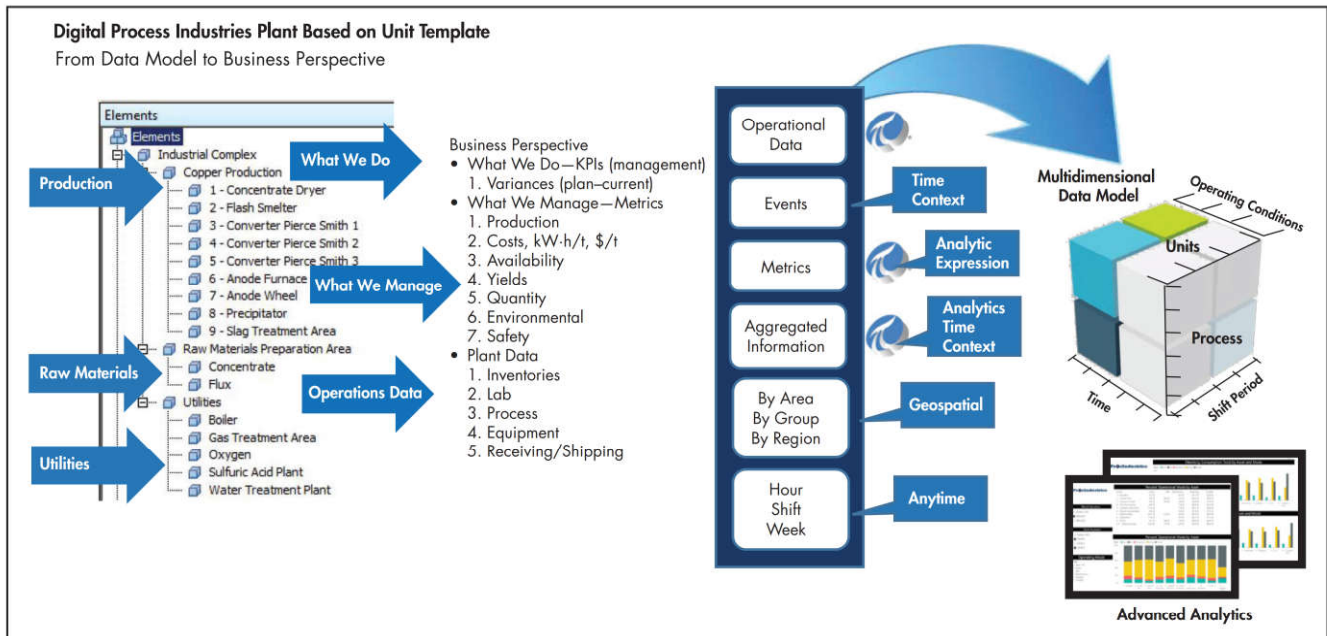 Digital Process Industries Plant Based on Unit Template
From Data Model to Business Perspective
Elements
Elements
Industrial Complex
Copper Production
1 - Concentrate Dryer
2 - Flash Smelter
3 - Converter Pierce Smith 1
4 - Converter Pierce Smith 2
5 - Converter Pierce Smith 3
6 - Anode Furnace
7 - Anode Wheel
8 - Precipitator
9 - Slag Treatment Area
Raw Materials Preparation Area
Concentrate
Flux
Utilities
Boiler
Gas Treatment Area
Oxygen
Sulfuric Acid Plant
Water Treatment Plant
Production
Raw Materials
Utilities
What We Do
What We Manage
Operations Data
Business Perspective
• What We Do—KPIs (management)
1. Variances (plan–current)
• What We Manage—Metrics
1. Production
2. Costs, kW·h/t, $/t
3. Availability
4. Yields
5. Quantity
6. Environmental
7. Safety
• Plant Data
1. Inventories
2. Lab
3. Process
4. Equipment
5. Receiving/Shipping
Operational
Data
Events
Metrics
Aggregated
Information
By Area
By Group
By Region
Hour
Shift
Week
Time
Context
Analytic
Expression
Analytics
Time
Context
Geospatial
Anytime
Multidimensional
Data Model
Operating Conditions
Units
Process
Time
Shift Period
Advanced Analytics